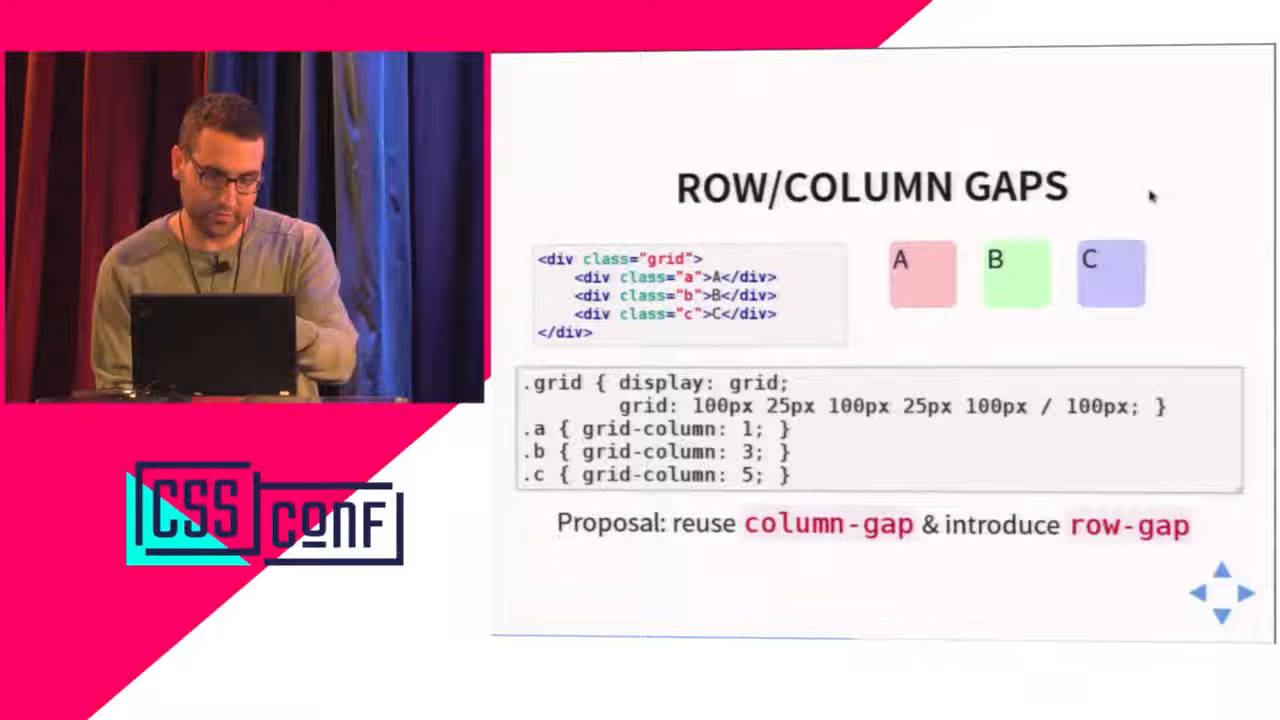 ROW/COLUMN GAPS
<div class="grid">
<div class="a">A</div>
<div class="b">B</div>
<div class="c">C</div>
</div>
A B C
.grid { display: grid;
grid: 100px 25px 100px 25px 100px / 100px; }
.a { grid-column: 1; }
.b { grid-column: 3; }
.c { grid-column: 5; }
Proposal: reuse column-gap & introduce row-gap
CSS
conf